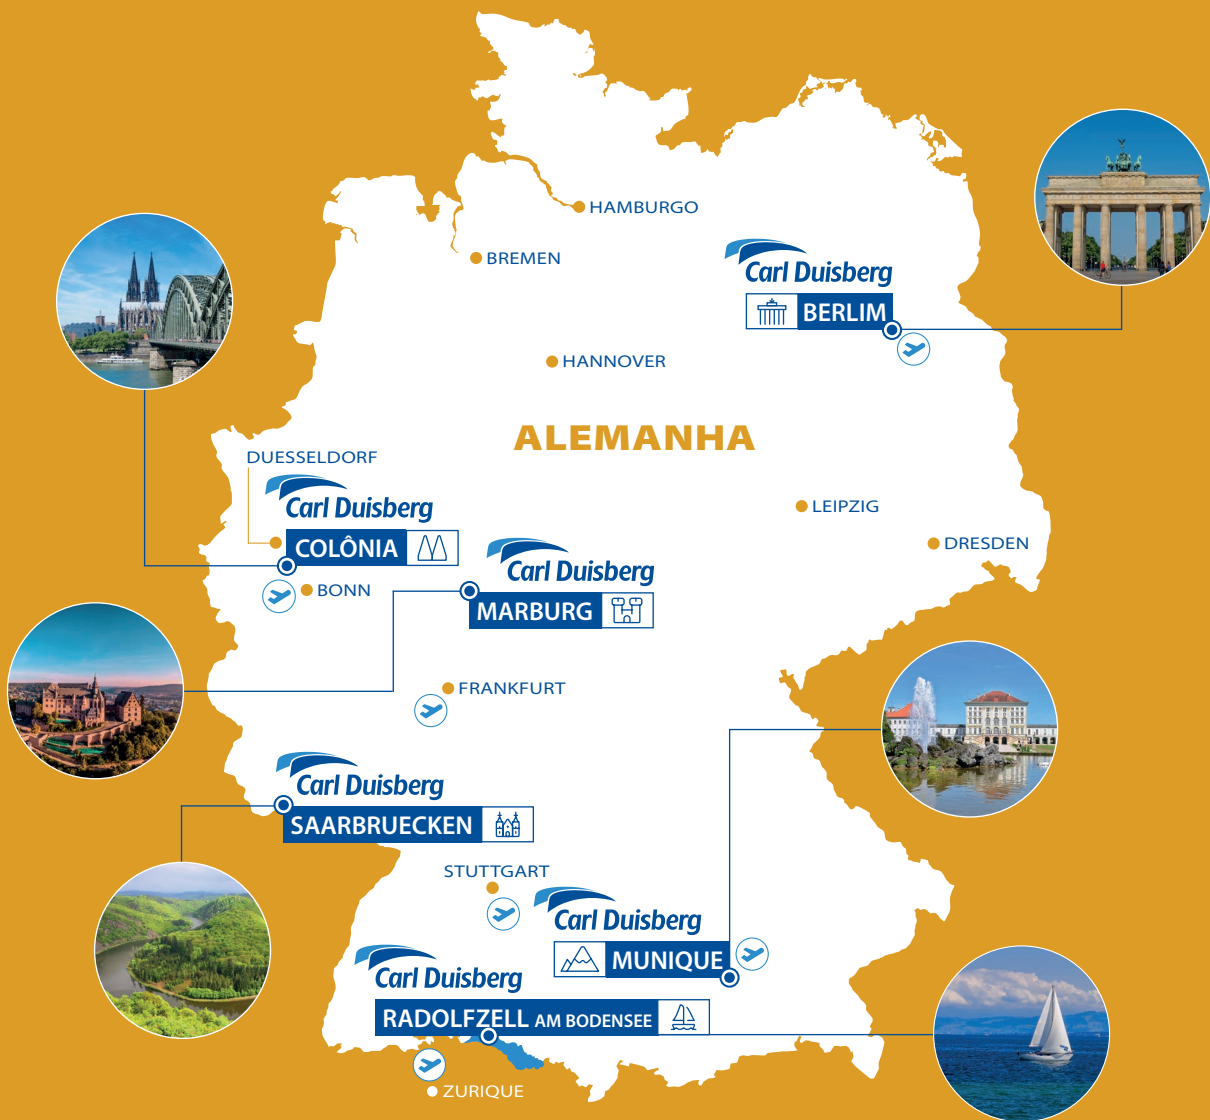 HAMBURGO
BREMEN
Carl Duisberg
BERLIM
HANNOVER
ALEMANHA
DUESSELDORF
Carl Duisberg
COLÔNIA
LEIPZIG
DRESDEN
Carl Duisberg
MARBURG
BONN
FRANKFURT
Carl Duisberg
SAARBRUECKEN
STUTTGART
Carl Duisberg
MUNIQUE
Carl Duisberg
RADOLFZELL AM BODENSEE
ZURIQUE